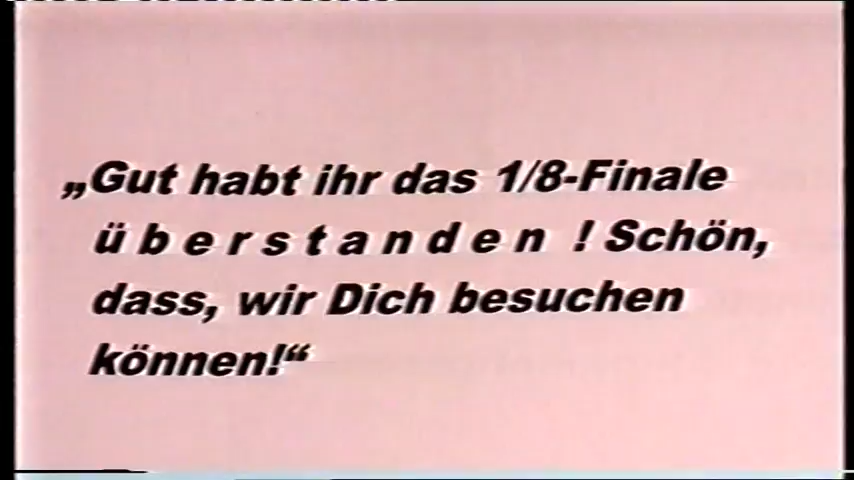 „Gut habt ihr das 1/8-Finale
ü b e r s t a n d e n ! Schön,
dass, wir Dich besuchen
können!“